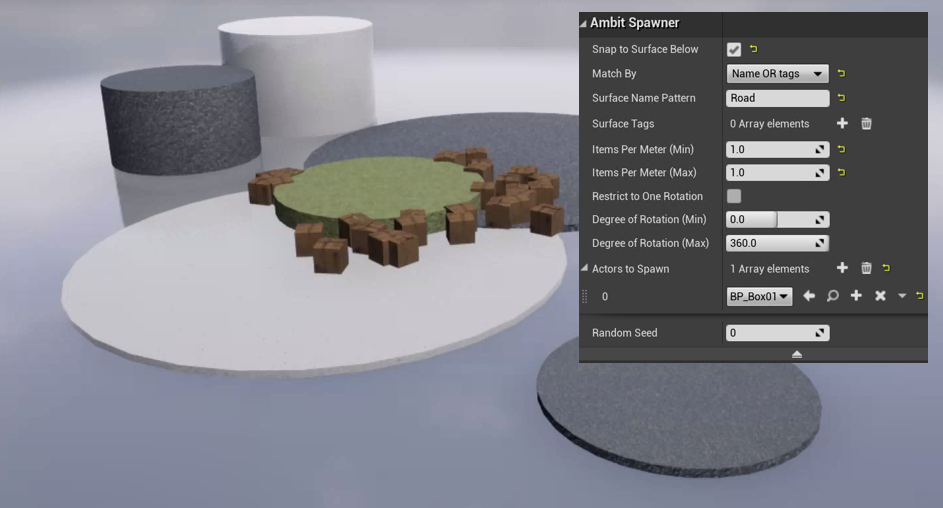 Ambit Spawner
Snap to Surface Below
Match By Name OR tags
Surface Name Pattern Road
Surface Tags 0 Array elements
Items Per Meter (Min) 1.0
Items Per Meter (Max) 1.0
Restrict to One Rotation
Degree of Rotation (Min) 0.0
Degree of Rotation (Max) 360.0
Actors to Spawn 1 Array elements
0 BP_Box01
Random Seed 0